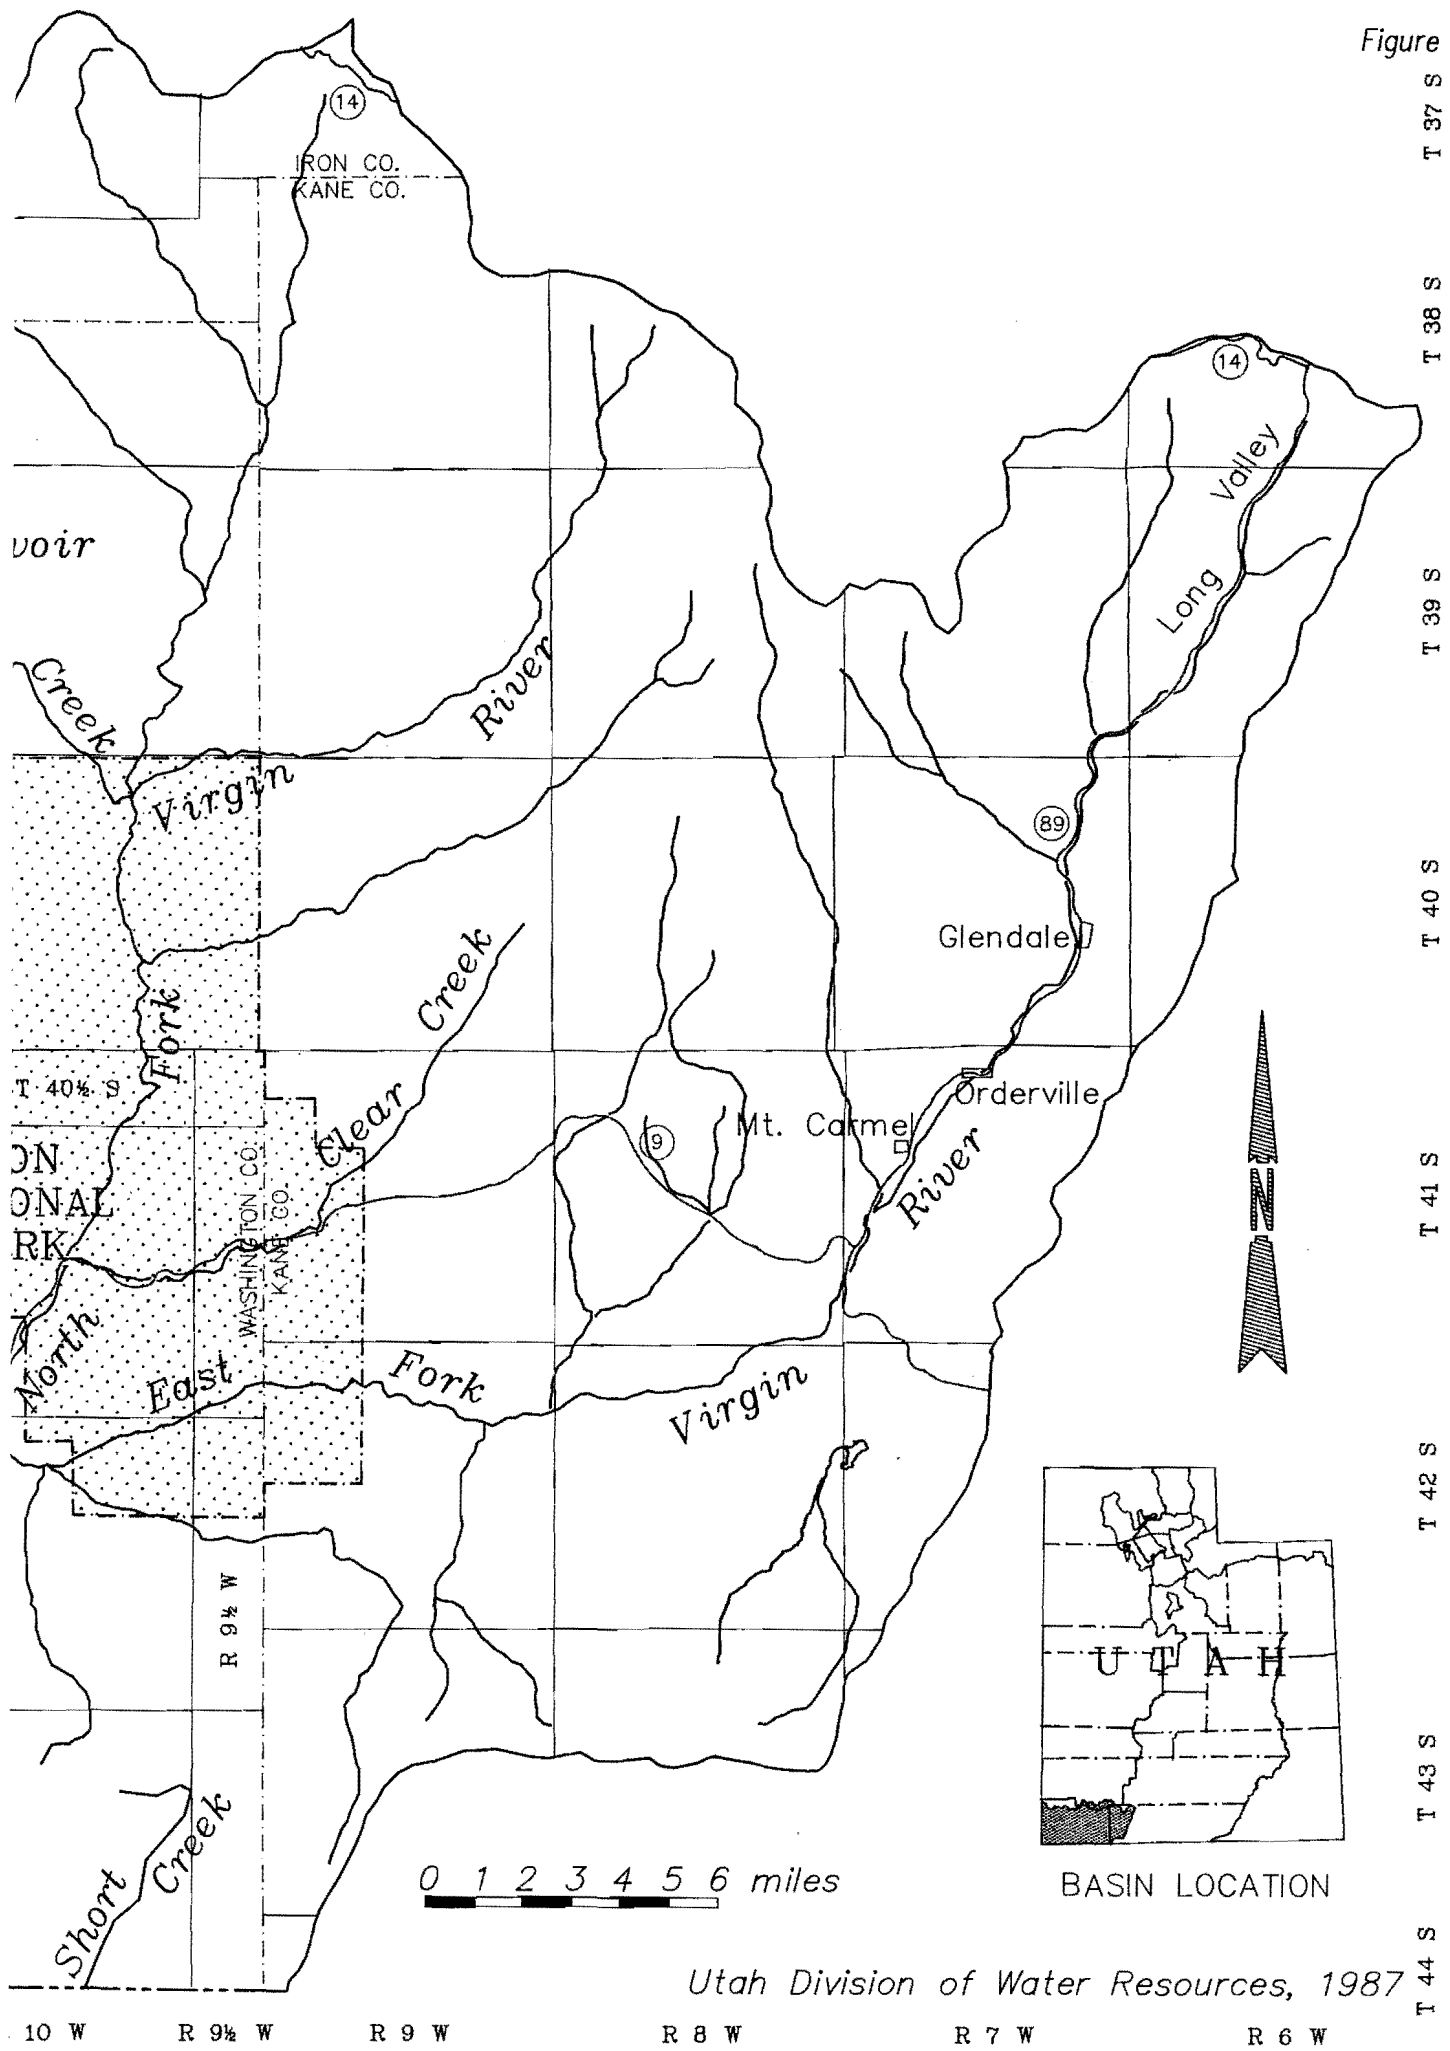 Figure
T 37 S
14
IRON CO.
KANE CO.
T 38 S
14
Long Valley
voir
T 39 S
Creek
River
Virgin
89
T 40 S
Glendale
Creek
Fork
T 40½ S
Orderville
Clear
Mt. Carmel
9
ON
ONAL
RK
WASHINGTON CO.
KANE CO.
River
N
T 41 S
North
East
Fork
Virgin
T 42 S
R 9½ W
UTAH
T 43 S
Short
Creek
0 1 2 3 4 5 6 miles
BASIN LOCATION
T 44 S
Utah Division of Water Resources, 1987
10 W R 9½ W R 9 W R 8 W R 7 W R 6 W